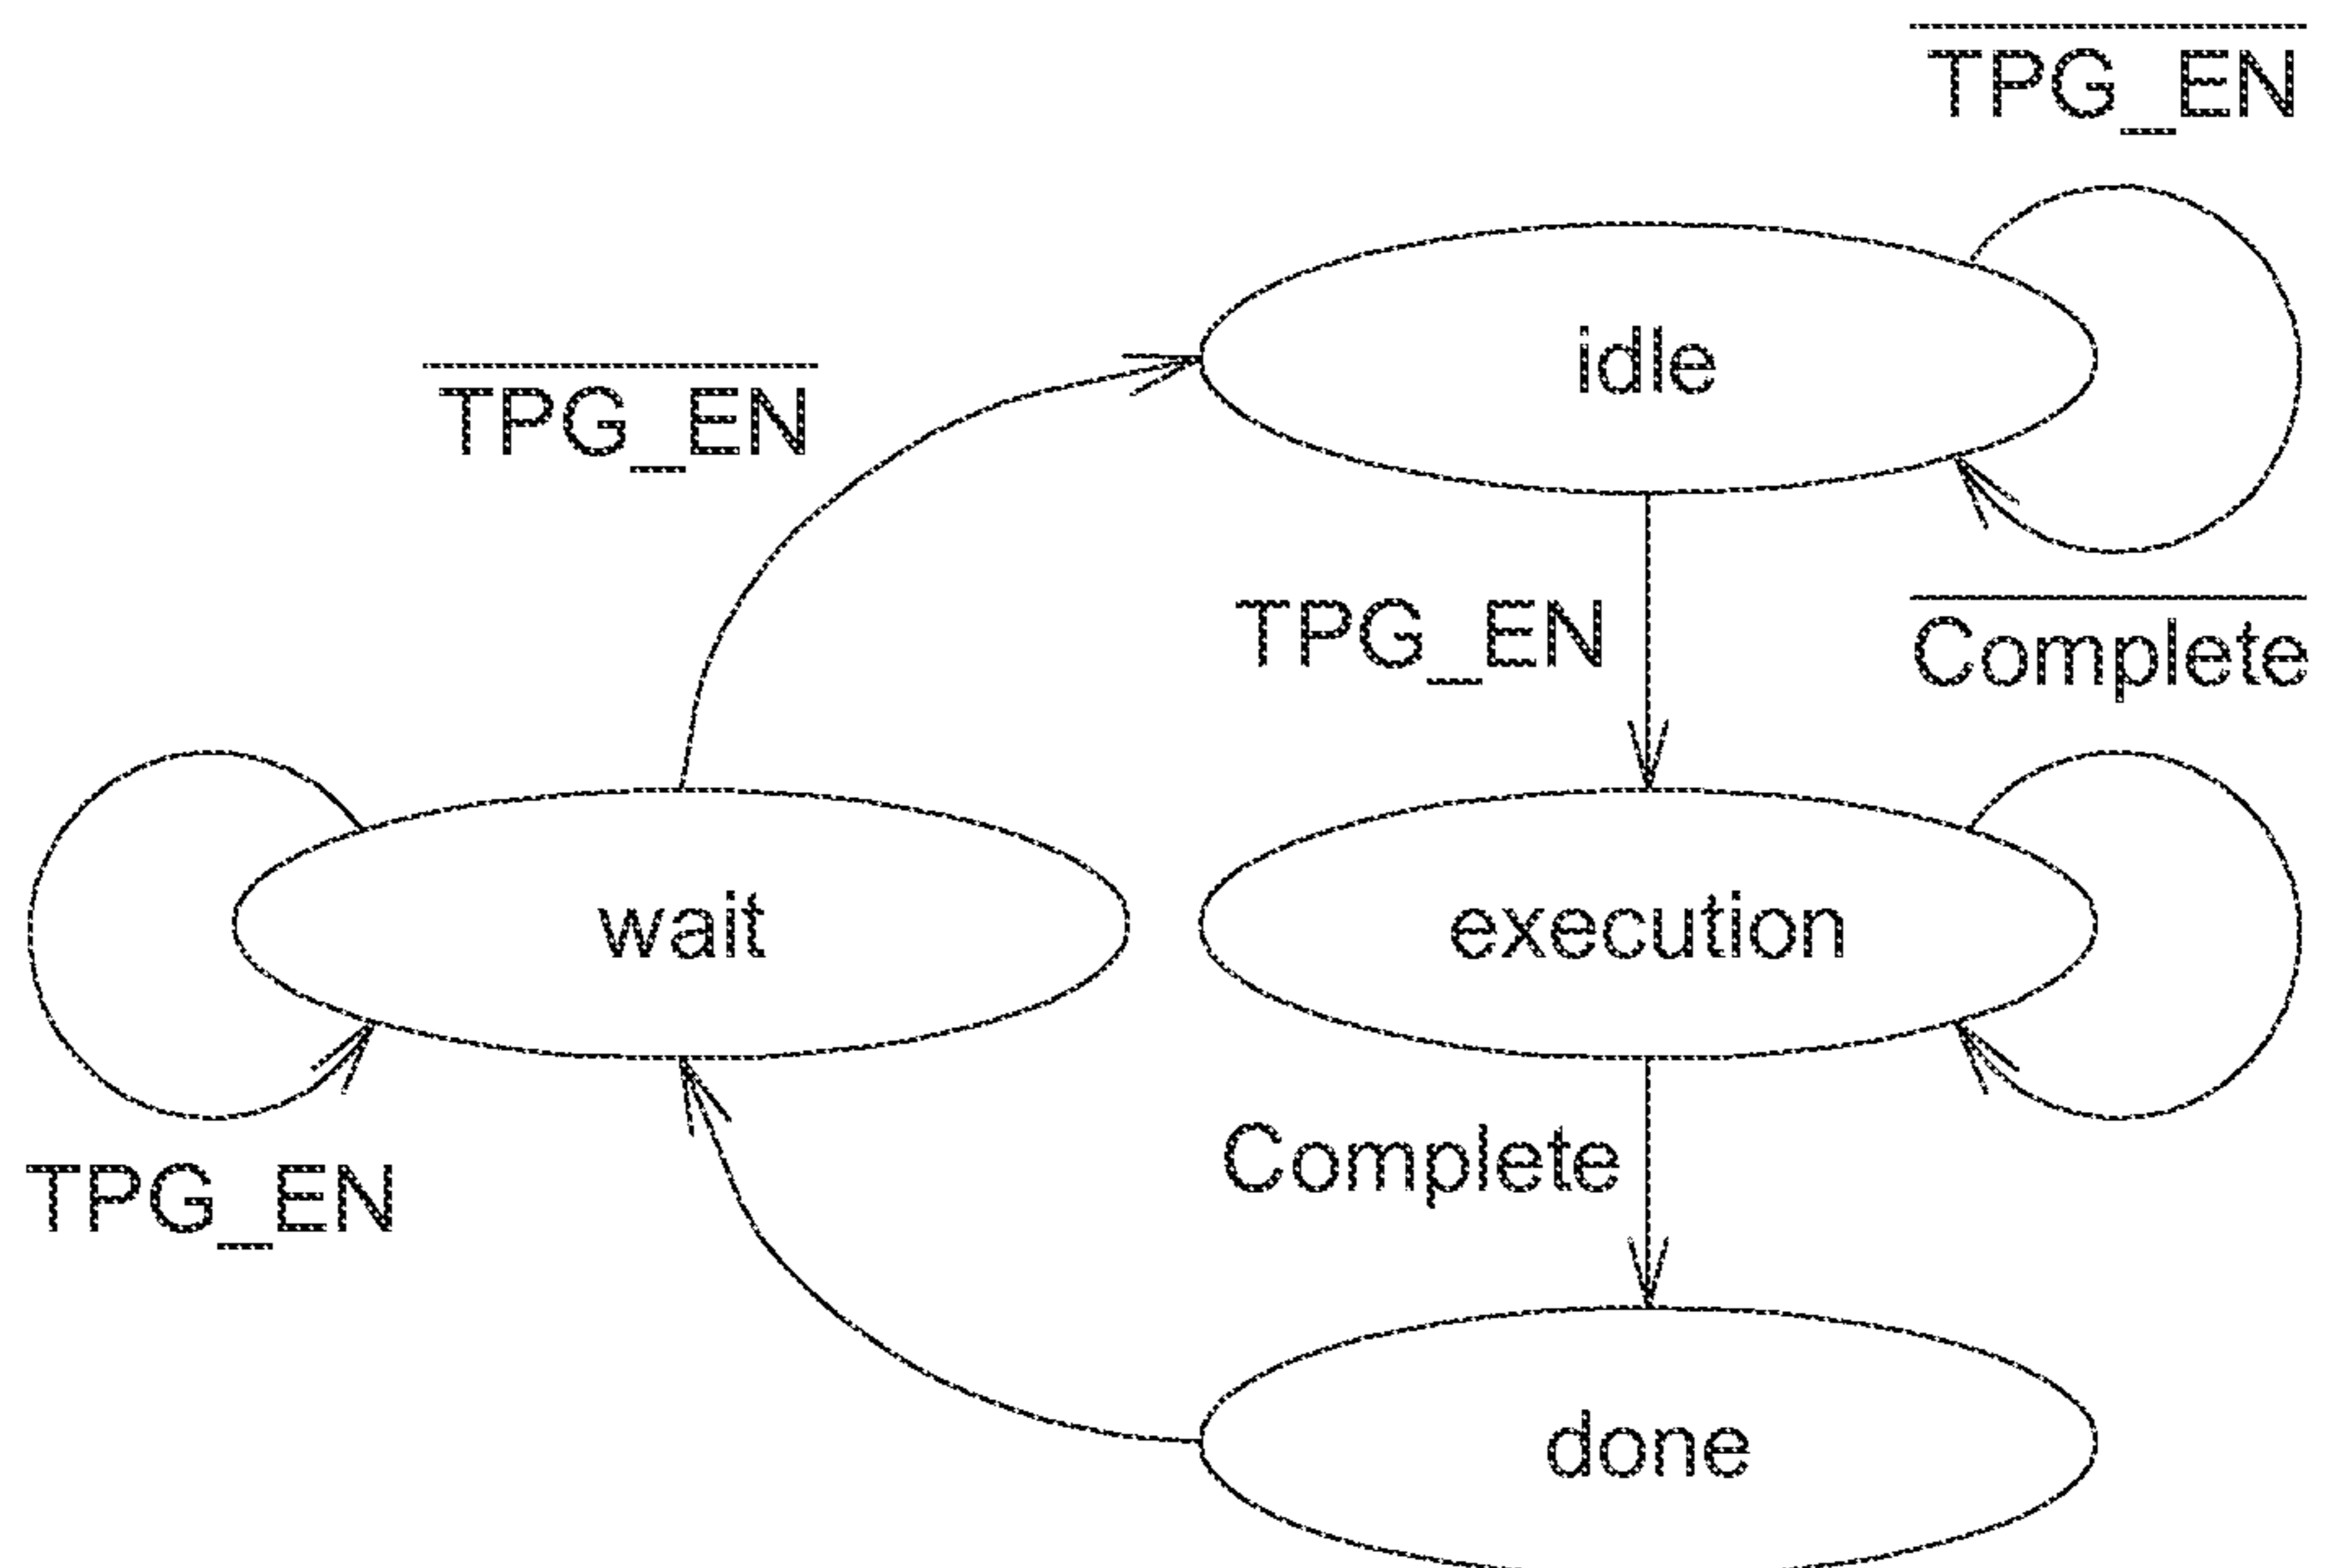 TPG_EN
idle
TPG_EN
TPG_EN
Complete
wait
execution
Complete
TPG_EN
done